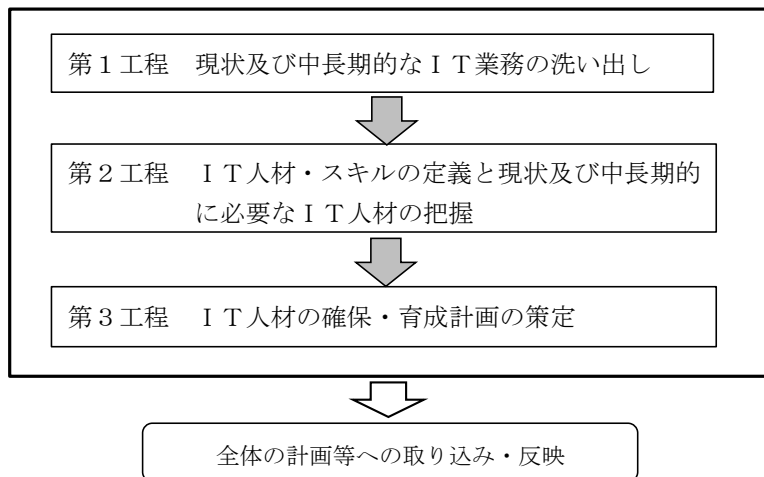 第１工程　現状及び中長期的なＩＴ業務の洗い出し
第２工程　ＩＴ人材・スキルの定義と現状及び中長期的
に必要なＩＴ人材の把握
第３工程　ＩＴ人材の確保・育成計画の策定
全体の計画等への取り込み・反映